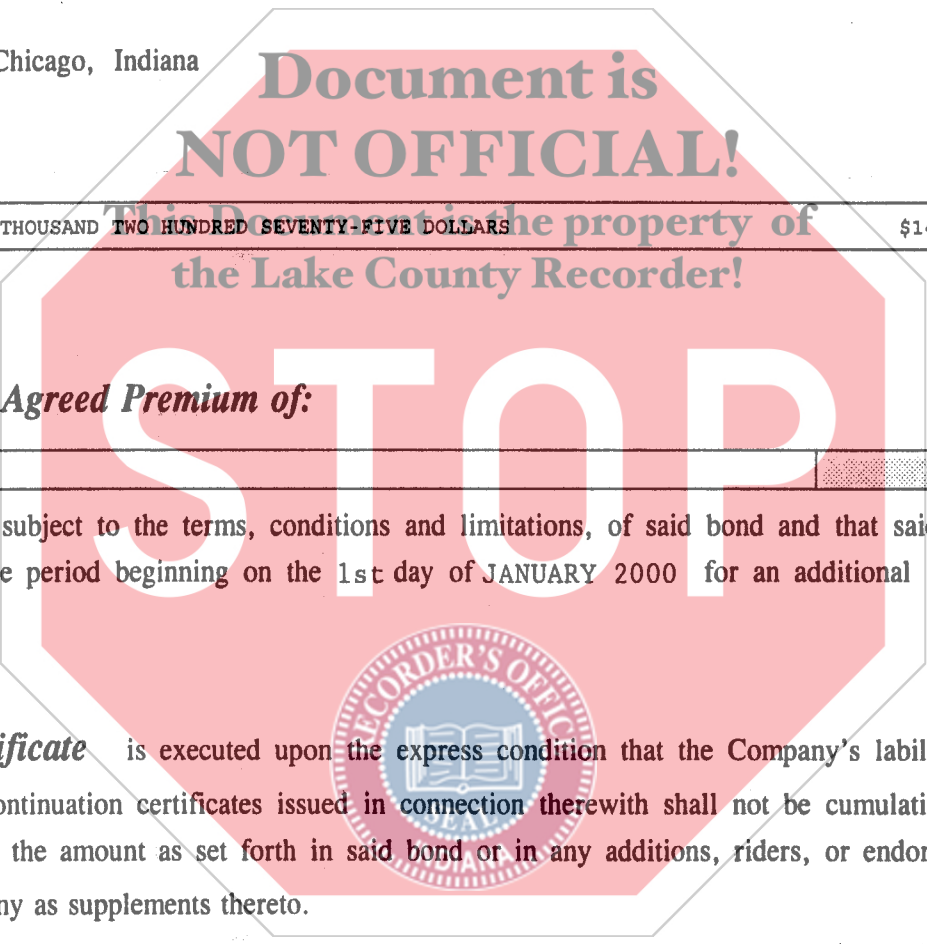 Chicago, Indiana
Document is
NOT OFFICIAL!
This Document is the property of
THOUSAND TWO HUNDRED SEVENTY-FIVE DOLLARS $14
the Lake County Recorder!
STOP
Agreed Premium of:
subject to the terms, conditions and limitations, of said bond and that said
e period beginning on the 1st day of JANUARY 2000 for an additional
RECORDER'S OFFICE
ificate is executed upon the express condition that the Company's labil
ontinuation certificates issued in connection therewith shall not be cumulati
SEAL
the amount as set forth in said bond or in any additions, riders, or endor
INDIANA
ny as supplements thereto.